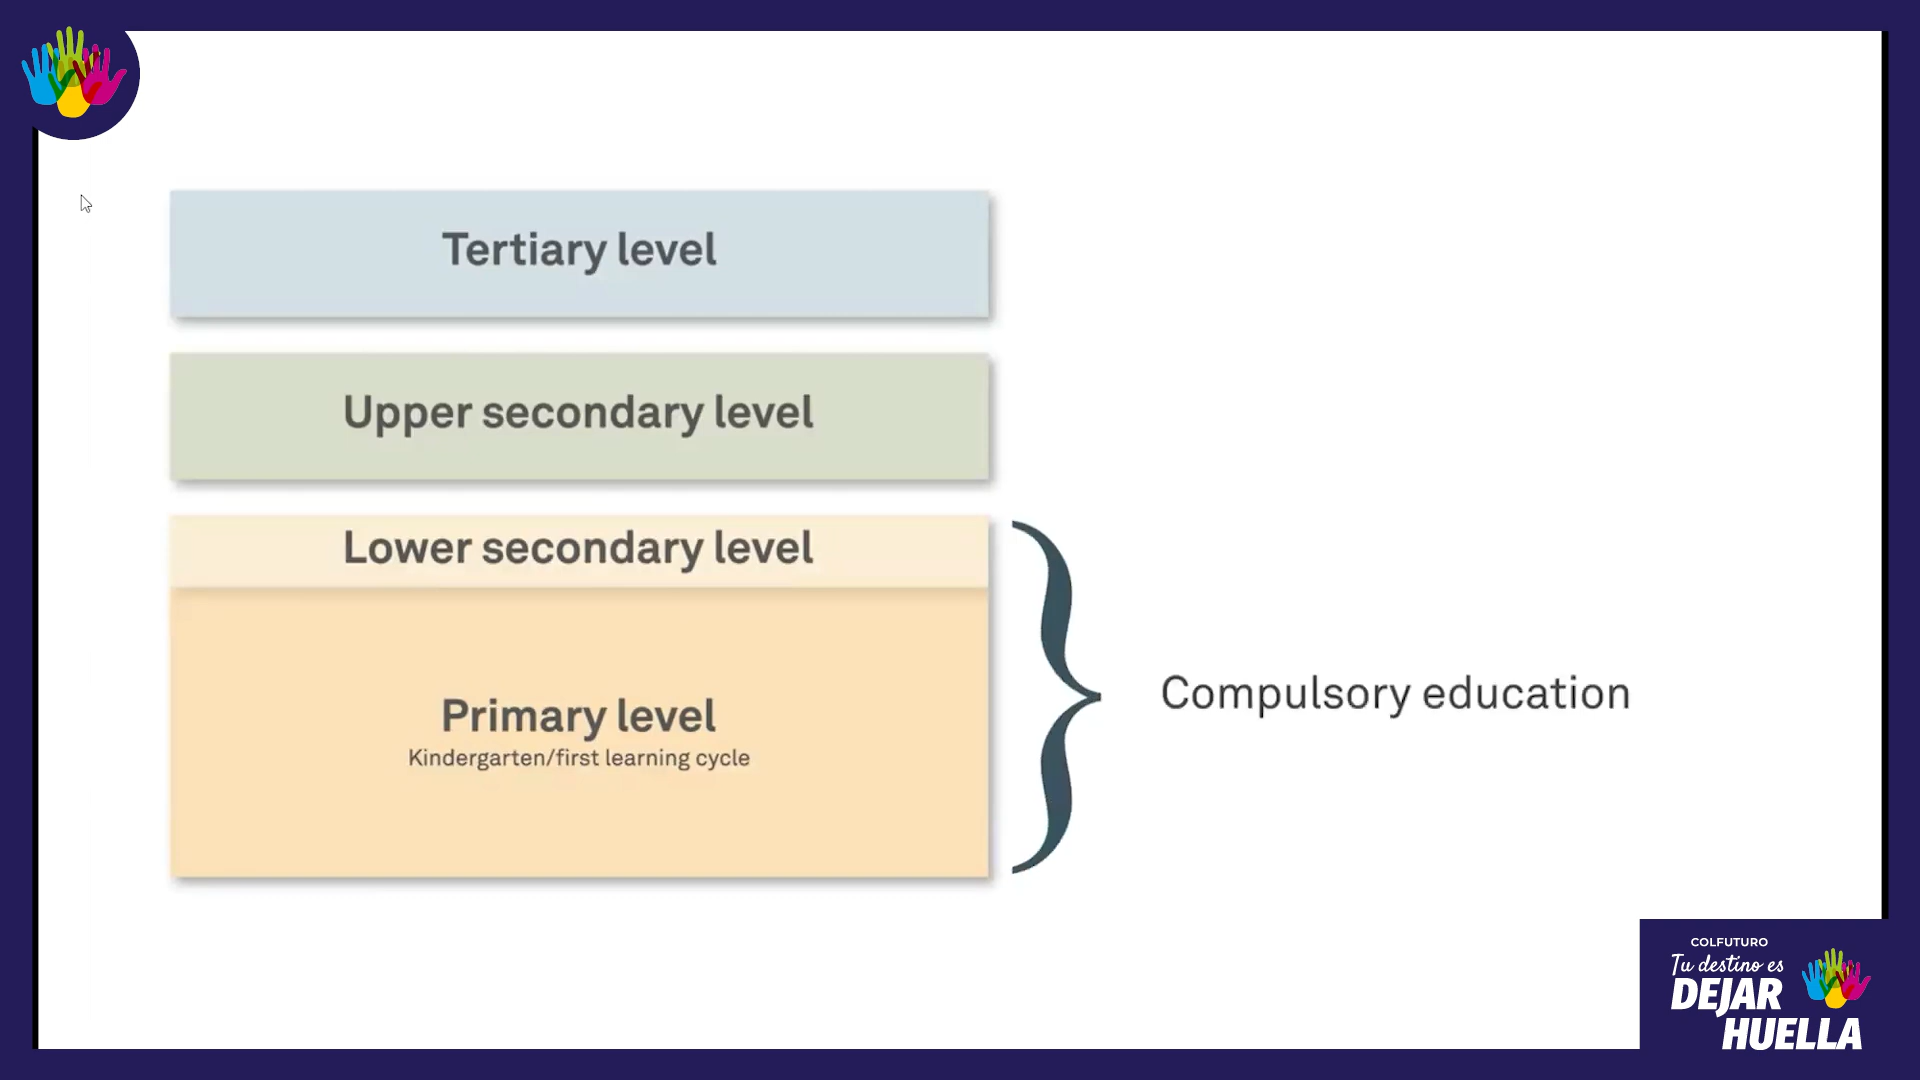 Tertiary level
Upper secondary level
Lower secondary level
Primary level
Kindergarten/first learning cycle
Compulsory education
COLFUTURO
Tu destino es
DEJAR
HUELLA